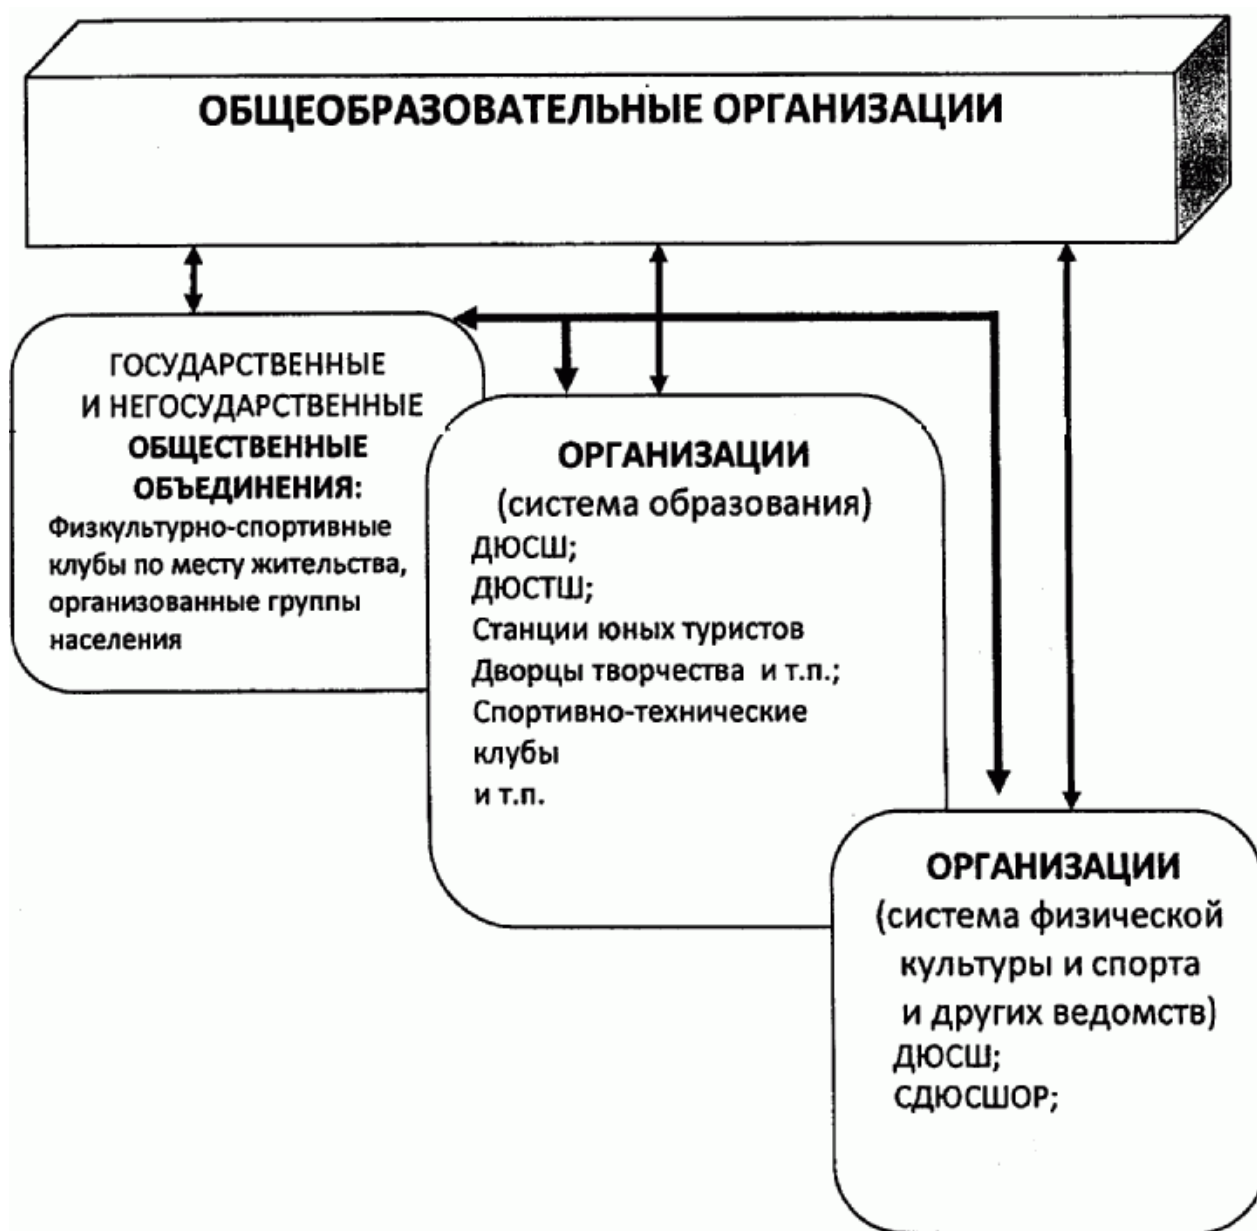 ОБЩЕОБРАЗОВАТЕЛЬНЫЕ ОРГАНИЗАЦИИ
ГОСУДАРСТВЕННЫЕ
И НЕГОСУДАРСТВЕННЫЕ
ОБЩЕСТВЕННЫЕ
ОБЪЕДИНЕНИЯ:
Физкультурно-спортивные
клубы по месту жительства,
организованные группы
населения
ОРГАНИЗАЦИИ
(система образования)
ДЮСШ;
ДЮСТШ;
Станции юных туристов
Дворцы творчества и т.п.;
Спортивно-технические
клубы
и т.п.
ОРГАНИЗАЦИИ
(система физической
культуры и спорта
и других ведомств)
ДЮСШ;
СДЮСШОР;